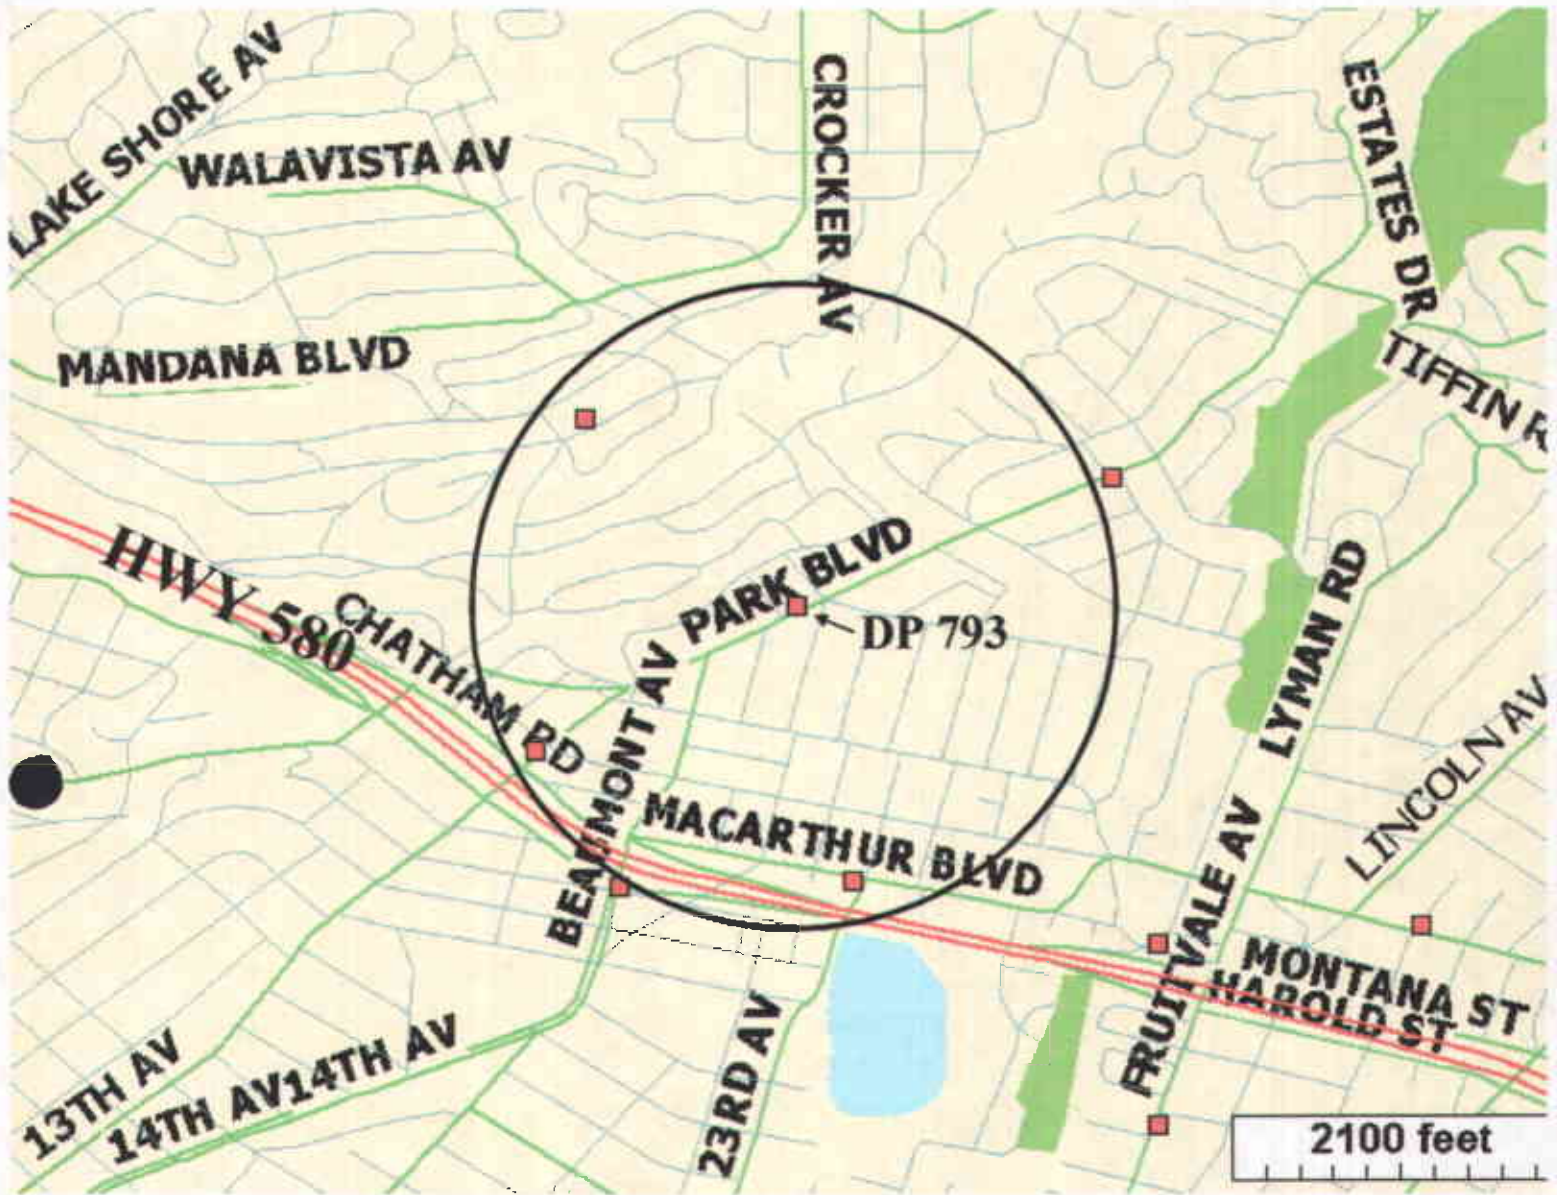 LAKE SHORE AV
WALAVISTA AV
CROCKER AV
ESTATES DR
MANDANA BLVD
TIFFIN R
HWY 580
CHATHAM RD
PARK BLVD
DP 793
BEAUMONT AV
LYMAN RD
LINCOLN AV
MACARTHUR BLVD
FRUITVALE AV
MONTANA ST
HAROLD ST
13TH AV
14TH AV14TH AV
23RD AV
2100 feet